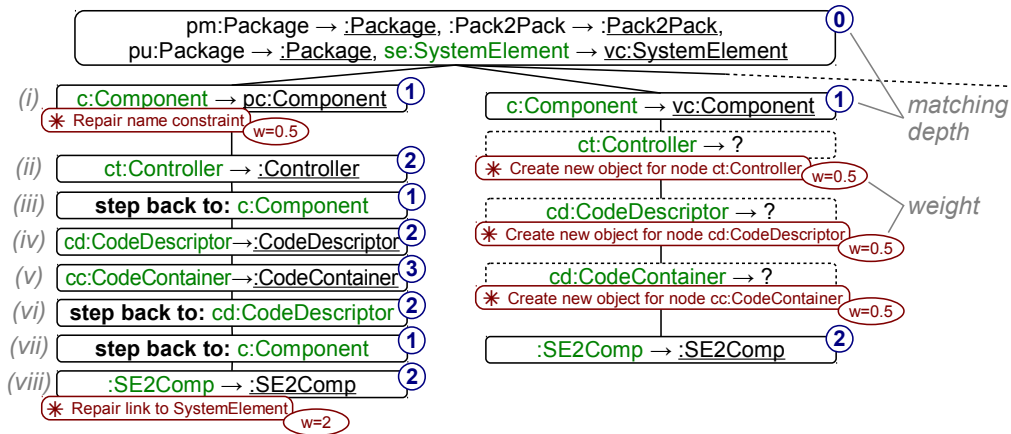 pm:Package → :Package, :Pack2Pack → :Pack2Pack,
pu:Package → :Package, se:SystemElement → vc:SystemElement
0
(i)
c:Component → pc:Component
1
✳ Repair name constraint
w=0.5
(ii)
ct:Controller → :Controller
2
(iii)
step back to: c:Component
1
(iv)
cd:CodeDescriptor→:CodeDescriptor
2
(v)
cc:CodeContainer→:CodeContainer
3
(vi)
step back to: cd:CodeDescriptor
2
(vii)
step back to: c:Component
1
(viii)
:SE2Comp → :SE2Comp
2
✳ Repair link to SystemElement
w=2
c:Component → vc:Component
1
ct:Controller → ?
✳ Create new object for node ct:Controller
w=0.5
cd:CodeDescriptor → ?
✳ Create new object for node cd:CodeDescriptor
w=0.5
cd:CodeContainer → ?
✳ Create new object for node cc:CodeContainer
w=0.5
:SE2Comp → :SE2Comp
2
matching
depth
weight